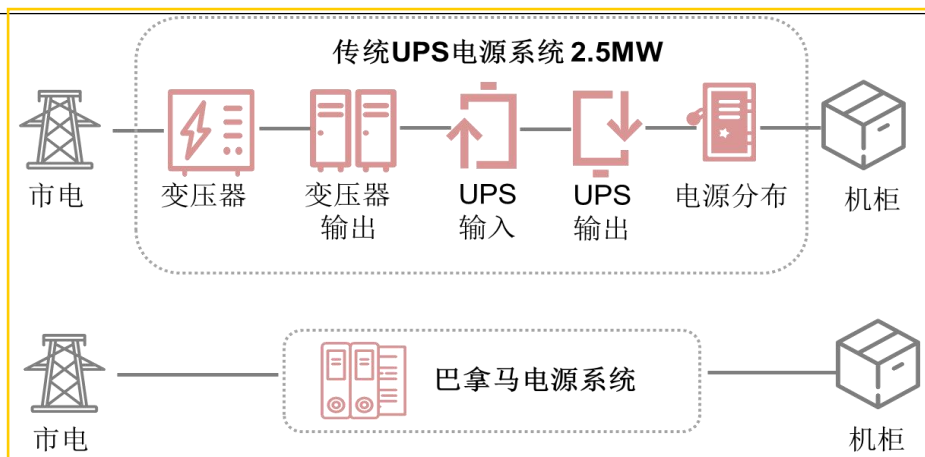 传统UPS电源系统 2.5MW
市电
变压器
变压器
输出
UPS
输入
UPS
输出
电源分布
机柜
巴拿马电源系统
市电
机柜